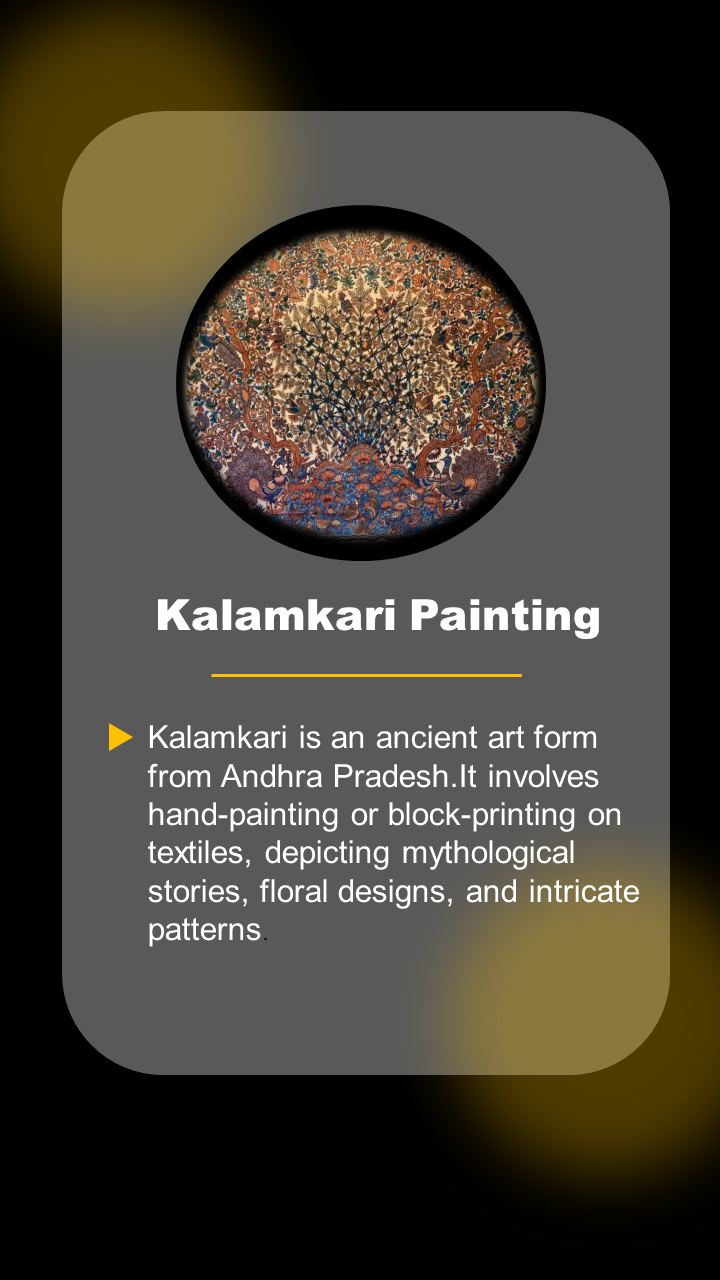 Kalamkari Painting
Kalamkari is an ancient art form
from Andhra Pradesh.It involves
hand-painting or block-printing on
textiles, depicting mythological
stories, floral designs, and intricate
patterns.